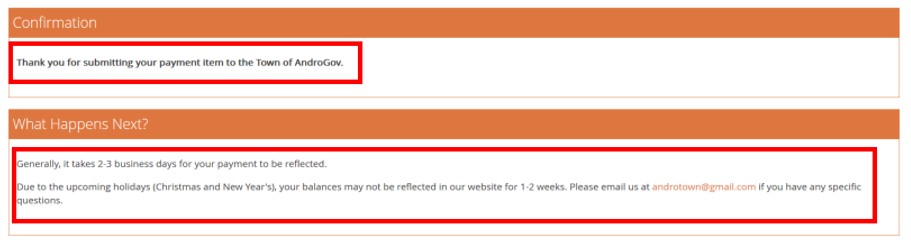 Confirmation
Thank you for submitting your payment item to the Town of AndroGov.
What Happens Next?
Generally, it takes 2-3 business days for your payment to be reflected.
Due to the upcoming holidays (Christmas and New Year's), your balances may not be reflected in our website for 1-2 weeks. Please email us at androtown@gmail.com if you have any specific
questions.